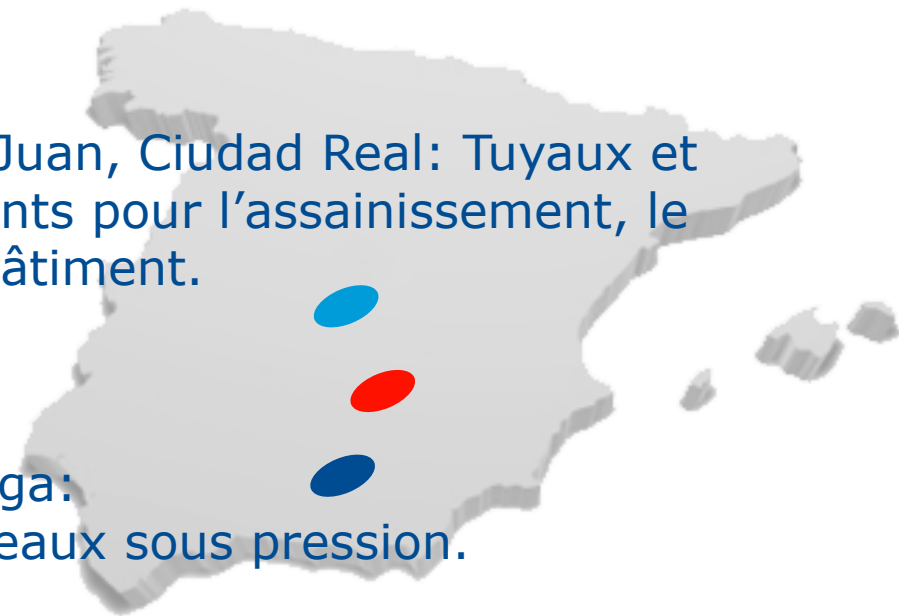 Juan, Ciudad Real: Tuyaux et
nts pour l’assainissement, le
âtiment.
ga:
eaux sous pression.